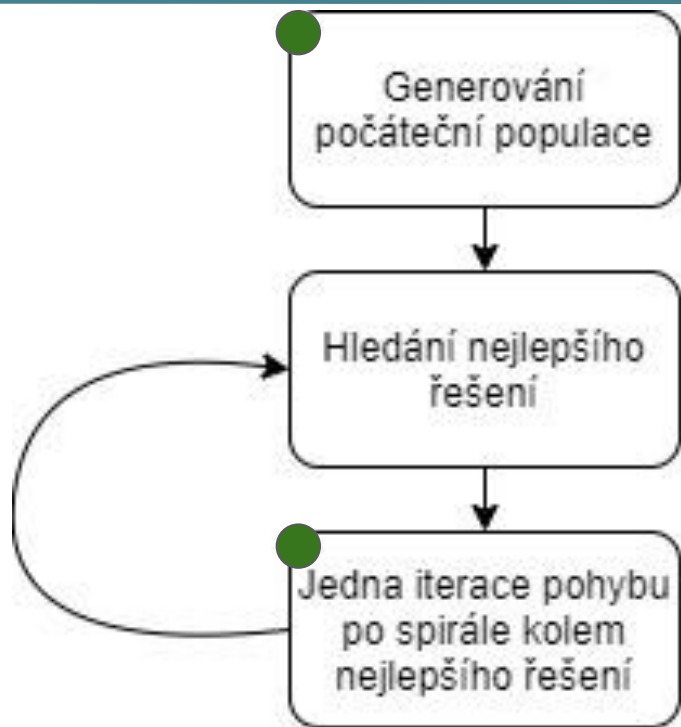 Generování
počáteční populace
Hledání nejlepšího
řešení
Jedna iterace pohybu
po spirále kolem
nejlepšího řešení